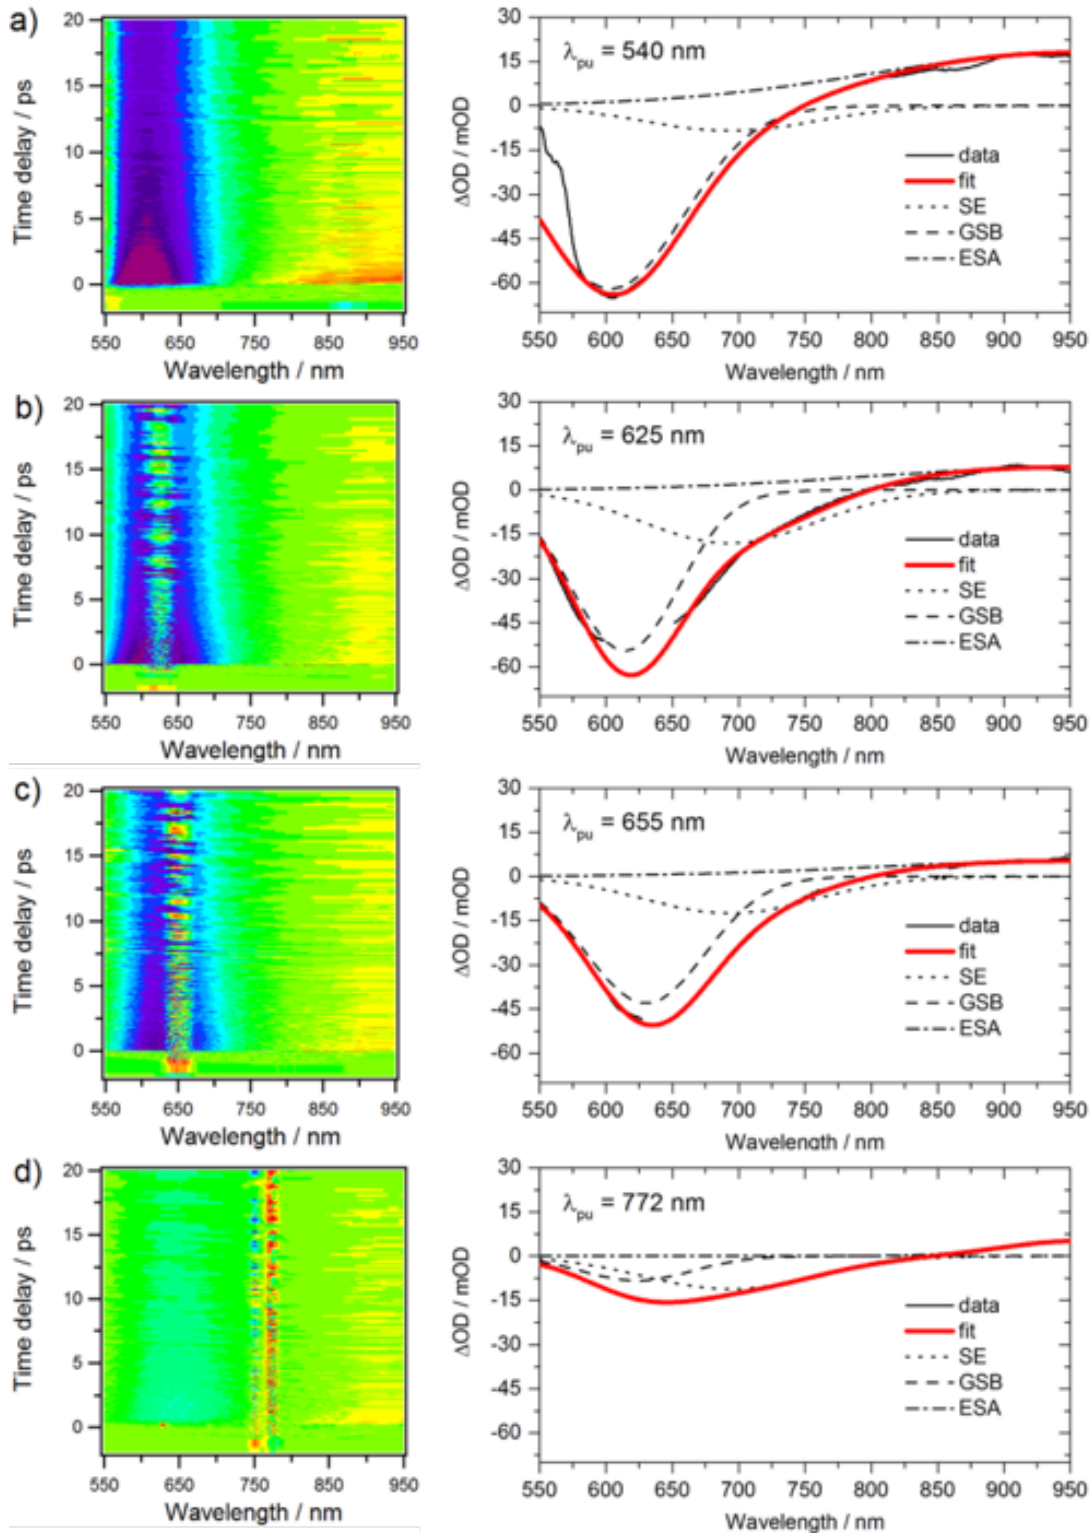 a)
20
15
10
5
0
Time delay / ps
550 650 750 850 950
Wavelength / nm
30
15
0
-15
-30
-45
-60
ΔOD / mOD
λpu = 540 nm
data
fit
SE
GSB
ESA
550 600 650 700 750 800 850 900 950
Wavelength / nm
b)
20
15
10
5
0
Time delay / ps
550 650 750 850 950
Wavelength / nm
30
15
0
-15
-30
-45
-60
ΔOD / mOD
λpu = 625 nm
data
fit
SE
GSB
ESA
550 600 650 700 750 800 850 900 950
Wavelength / nm
c)
20
15
10
5
0
Time delay / ps
550 650 750 850 950
Wavelength / nm
30
15
0
-15
-30
-45
-60
ΔOD / mOD
λpu = 655 nm
data
fit
SE
GSB
ESA
550 600 650 700 750 800 850 900 950
Wavelength / nm
d)
20
15
10
5
0
Time delay / ps
550 650 750 850 950
Wavelength / nm
30
15
0
-15
-30
-45
-60
ΔOD / mOD
λpu = 772 nm
data
fit
SE
GSB
ESA
550 600 650 700 750 800 850 900 950
Wavelength / nm